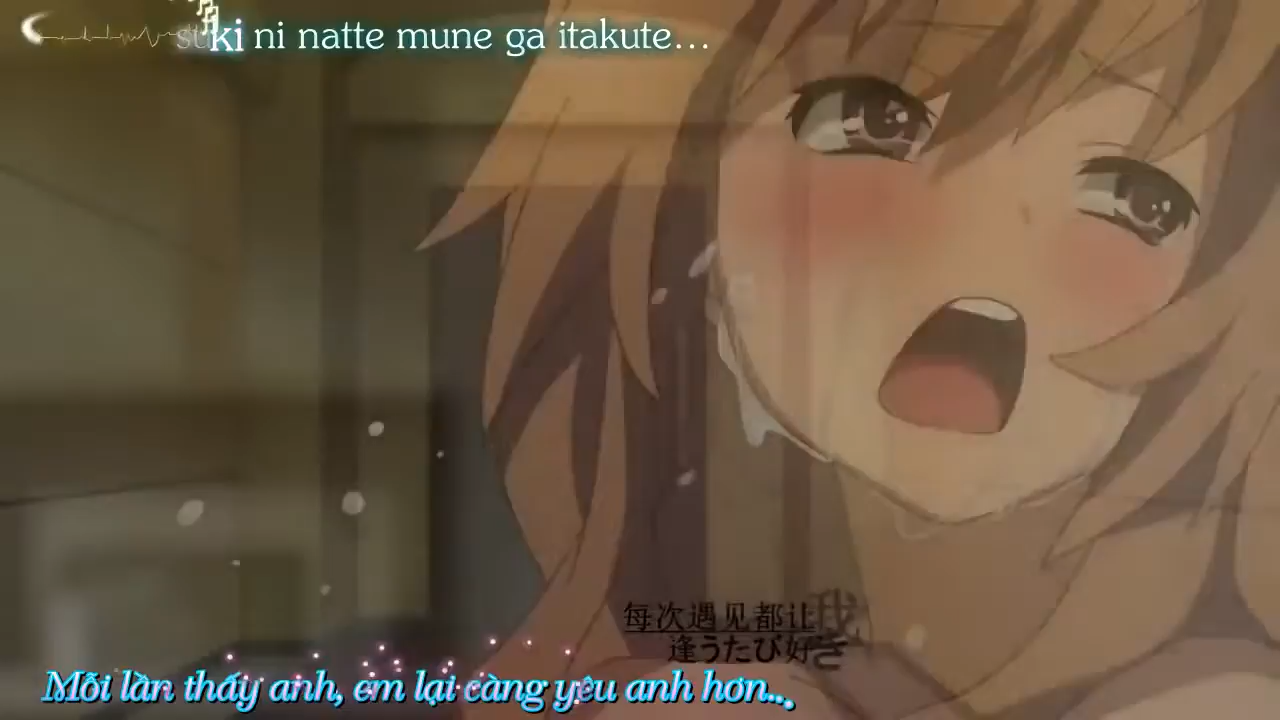 suki ni natte mune ga itakute...
每次遇见都让我
逢うたび好き
Mỗi lần thấy anh, em lại càng yêu anh hơn...